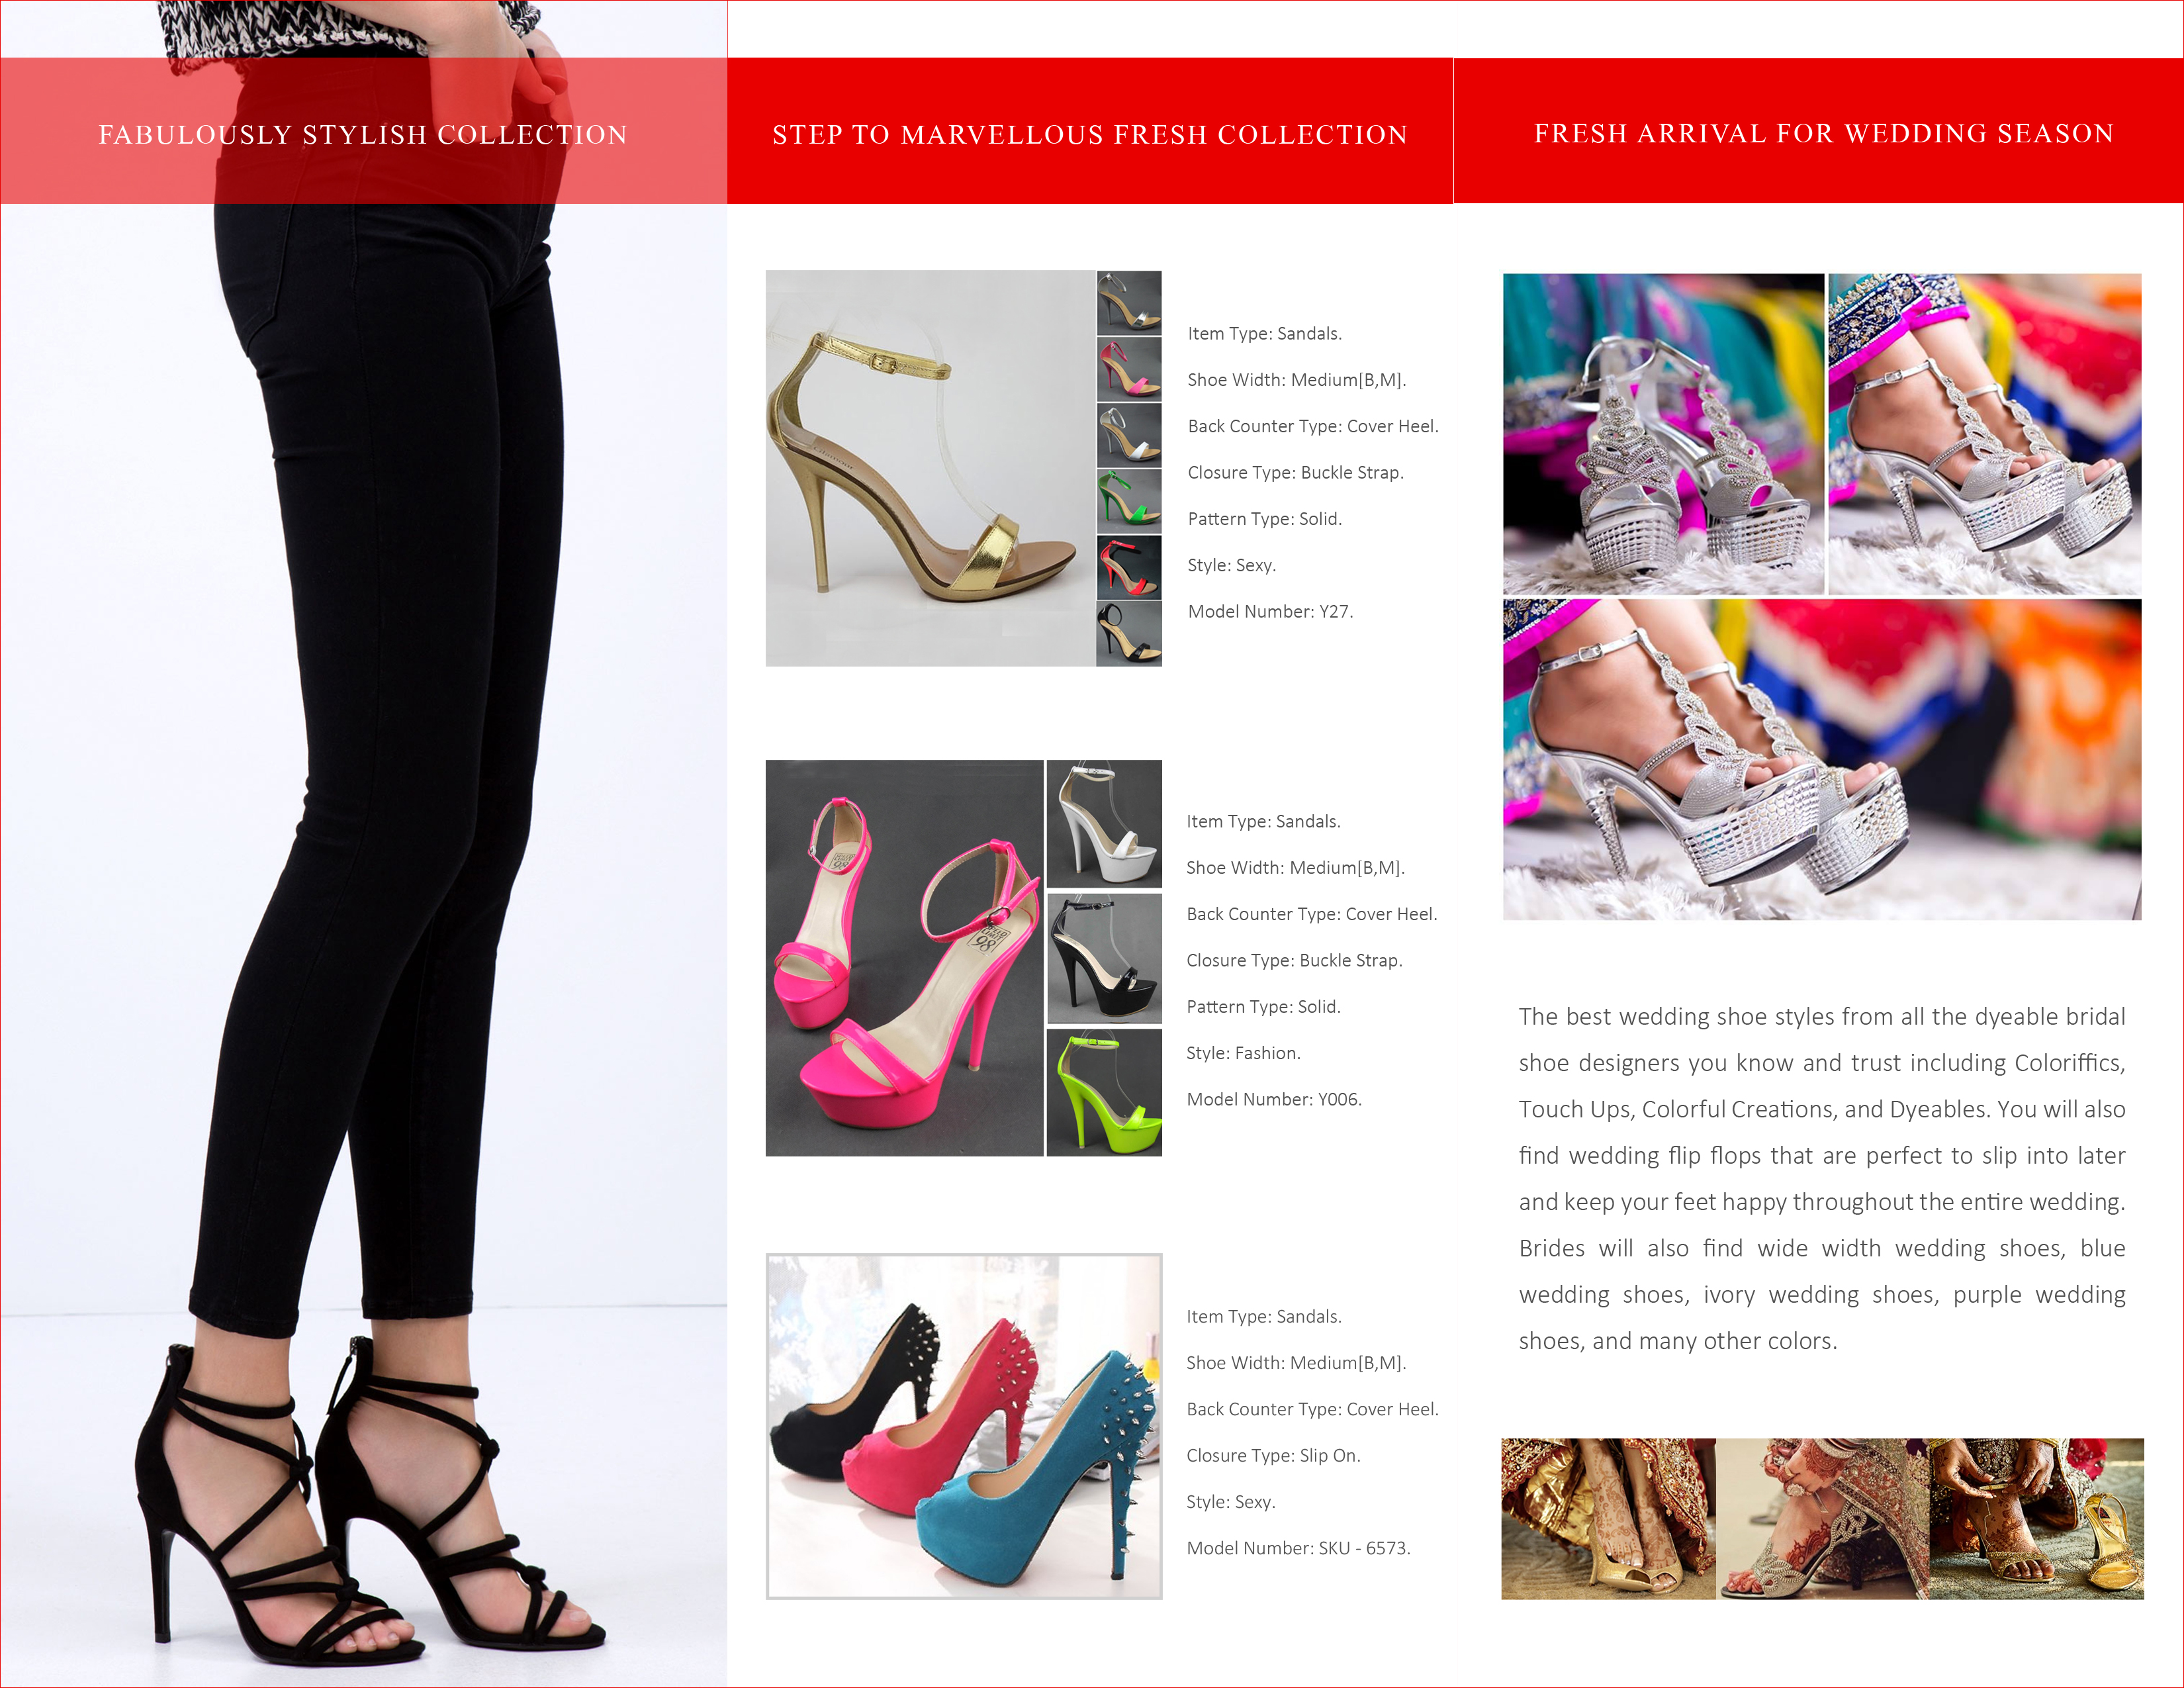 FABULOUSLY STYLISH COLLECTION
STEP TO MARVELLOUS FRESH COLLECTION
Item Type: Sandals.
Shoe Width: Medium[B,M].
Back Counter Type: Cover Heel.
Closure Type: Buckle Strap.
Pattern Type: Solid.
Style: Sexy.
Model Number: Y27.
98
98
Item Type: Sandals.
Shoe Width: Medium[B,M].
Back Counter Type: Cover Heel.
Closure Type: Buckle Strap.
Pattern Type: Solid.
Style: Fashion.
Model Number: Y006.
Item Type: Sandals.
Shoe Width: Medium[B,M].
Back Counter Type: Cover Heel.
Closure Type: Slip On.
Style: Sexy.
Model Number: SKU - 6573.
FRESH ARRIVAL FOR WEDDING SEASON
The best wedding shoe styles from all the dyeable bridal
shoe designers you know and trust including Coloriffics,
Touch Ups, Colorful Creations, and Dyeables. You will also
find wedding flip flops that are perfect to slip into later
and keep your feet happy throughout the entire wedding.
Brides will also find wide width wedding shoes, blue
wedding shoes, ivory wedding shoes, purple wedding
shoes, and many other colors.